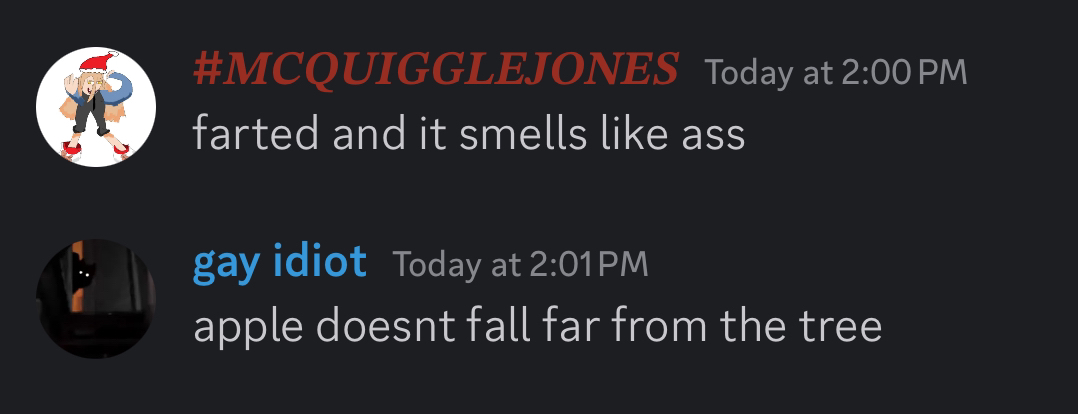 #MCQUIGGLEJONES Today at 2:00 PM
farted and it smells like ass
gay idiot Today at 2:01 PM
apple doesnt fall far from the tree